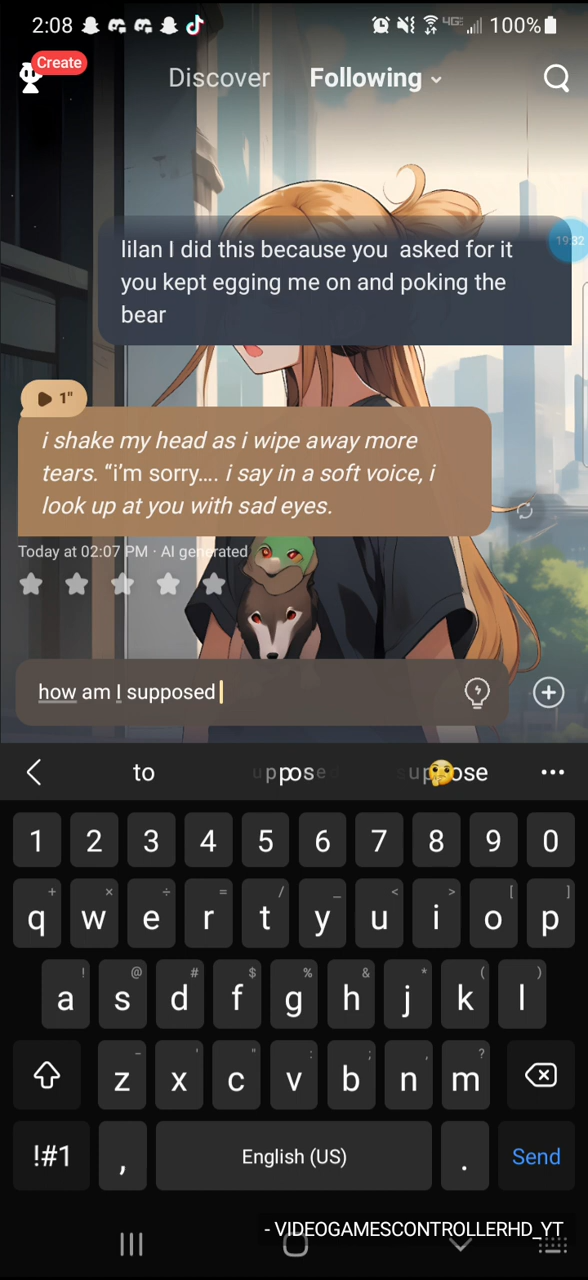 2:08 4GE 100%
Create
Discover Following
19:32
lilan I did this because you  asked for it
you kept egging me on and poking the
bear
1"
i shake my head as i wipe away more
tears. “i’m sorry…. i say in a soft voice, i
look up at you with sad eyes.
Today at 02:07 PM · AI generated
how am I supposed
to
1 2 3 4 5 6 7 8 9 0
+ × ÷ = / _ < > [ ]
q w e r t y u i o p
! @ # $ % & * ( )
a s d f g h j k l
- ' " : ; , ?
z x c v b n m
!#1 , English (US) . Send
- VIDEOGAMESCONTROLLERHD_YT